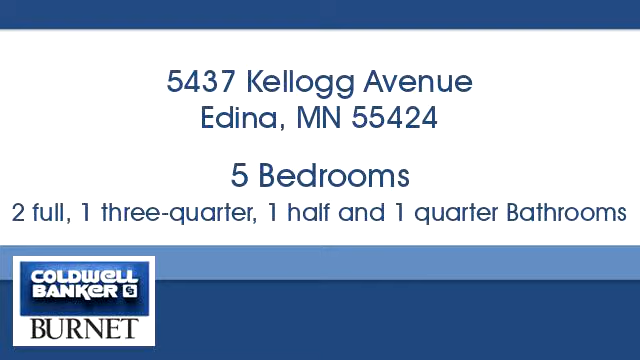 5437 Kellogg Avenue
Edina, MN 55424
5 Bedrooms
2 full, 1 three-quarter, 1 half and 1 quarter Bathrooms
COLDWELL
BANKER CB
BURNET